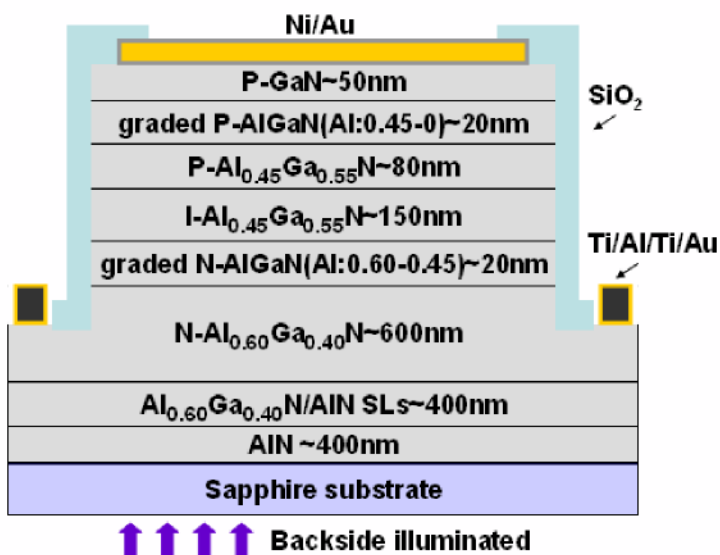 Ni/Au
P-GaN~50nm
SiO₂
graded P-AlGaN(Al:0.45-0)~20nm
P-Al₀.₄₅Ga₀.₅₅N~80nm
I-Al₀.₄₅Ga₀.₅₅N~150nm
Ti/Al/Ti/Au
graded N-AlGaN(Al:0.60-0.45)~20nm
N-Al₀.₆₀Ga₀.₄₀N~600nm
Al₀.₆₀Ga₀.₄₀N/AlN SLs~400nm
AlN ~400nm
Sapphire substrate
Backside illuminated